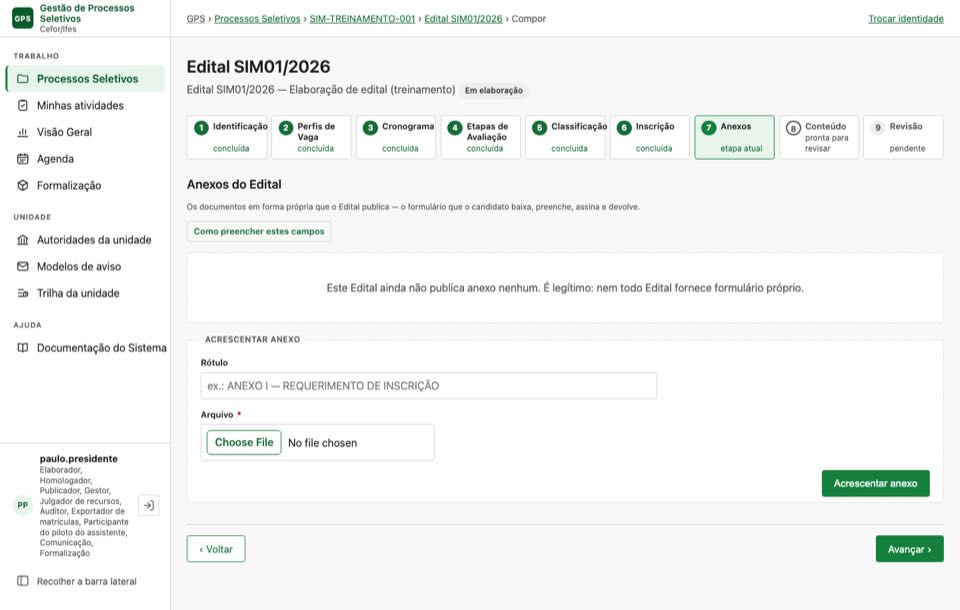 GPS
Gestão de Processos
Seletivos
Cefor/Ifes
GPS › Processos Seletivos › SIM-TREINAMENTO-001 › Edital SIM01/2026 › Compor
Trocar identidade
TRABALHO
Processos Seletivos
Minhas atividades
Visão Geral
Agenda
Formalização
UNIDADE
Autoridades da unidade
Modelos de aviso
Trilha da unidade
AJUDA
Documentação do Sistema
PP
paulo.presidente
Elaborador,
Homologador,
Publicador, Gestor,
Julgador de recursos,
Auditor, Exportador de
matrículas, Participante
do piloto do assistente,
Comunicação,
Formalização
Recolher a barra lateral
Edital SIM01/2026
Edital SIM01/2026 — Elaboração de edital (treinamento) Em elaboração
1 Identificação
concluída
2 Perfis de
Vaga
concluída
3 Cronograma
concluída
4 Etapas de
Avaliação
concluída
5 Classificação
concluída
6 Inscrição
concluída
7 Anexos
etapa atual
8 Conteúdo
pronta para
revisar
9 Revisão
pendente
Anexos do Edital
Os documentos em forma própria que o Edital publica — o formulário que o candidato baixa, preenche, assina e devolve.
Como preencher estes campos
Este Edital ainda não publica anexo nenhum. É legítimo: nem todo Edital fornece formulário próprio.
ACRESCENTAR ANEXO
Rótulo
ex.: ANEXO I — REQUERIMENTO DE INSCRIÇÃO
Arquivo *
Choose File No file chosen
Acrescentar anexo
‹ Voltar
Avançar ›